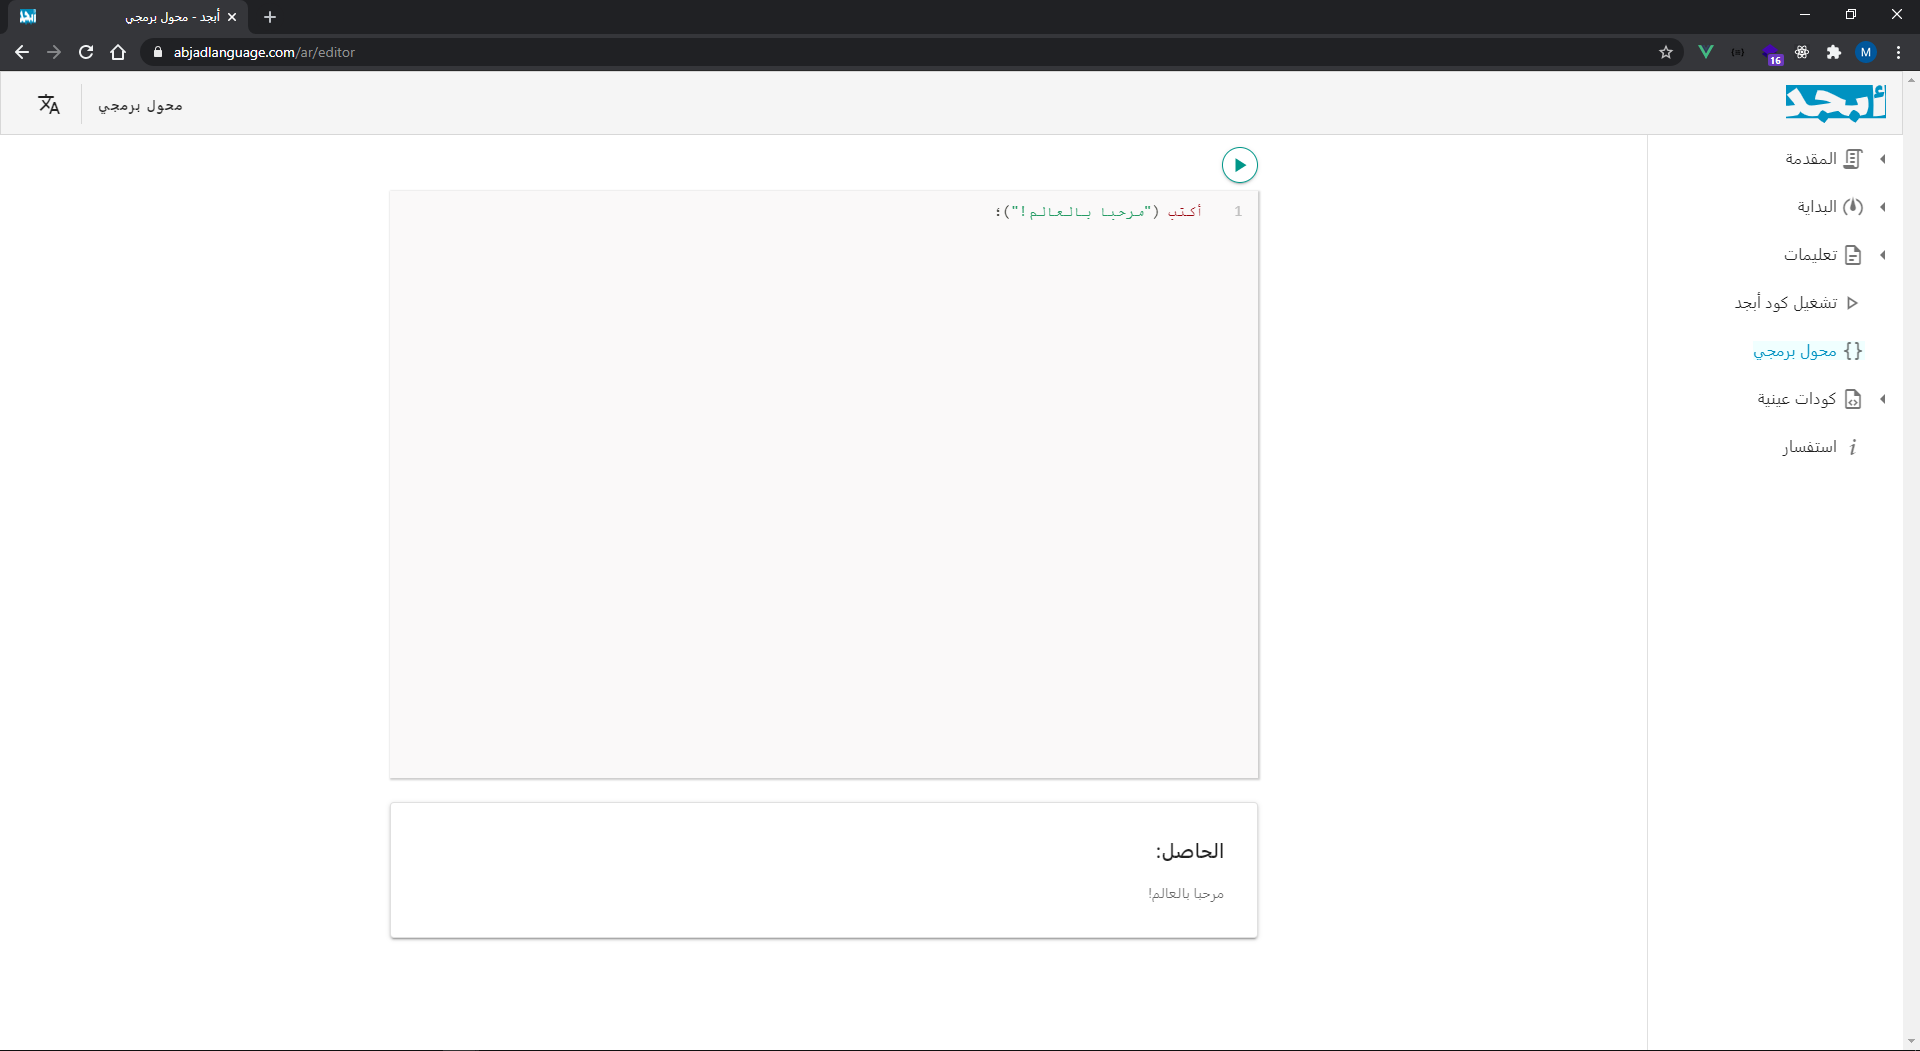 أبجد - محول برمجي
abjadlanguage.com/ar/editor
16
M
أبجد
محول برمجي
المقدمة
البداية
تعليمات
تشغيل كود أبجد
محول برمجي
كودات عينية
استفسار
1 أكتب ("مرحبا بالعالم!")؛
الحاصل:
مرحبا بالعالم!